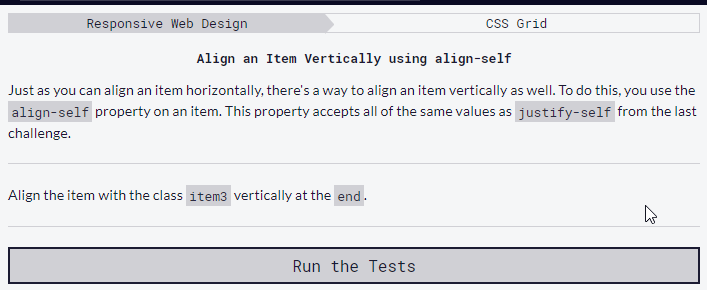 Responsive Web Design CSS Grid
Align an Item Vertically using align-self
Just as you can align an item horizontally, there's a way to align an item vertically as well. To do this, you use the
align-self property on an item. This property accepts all of the same values as justify-self from the last
challenge.
Align the item with the class item3 vertically at the end.
Run the Tests